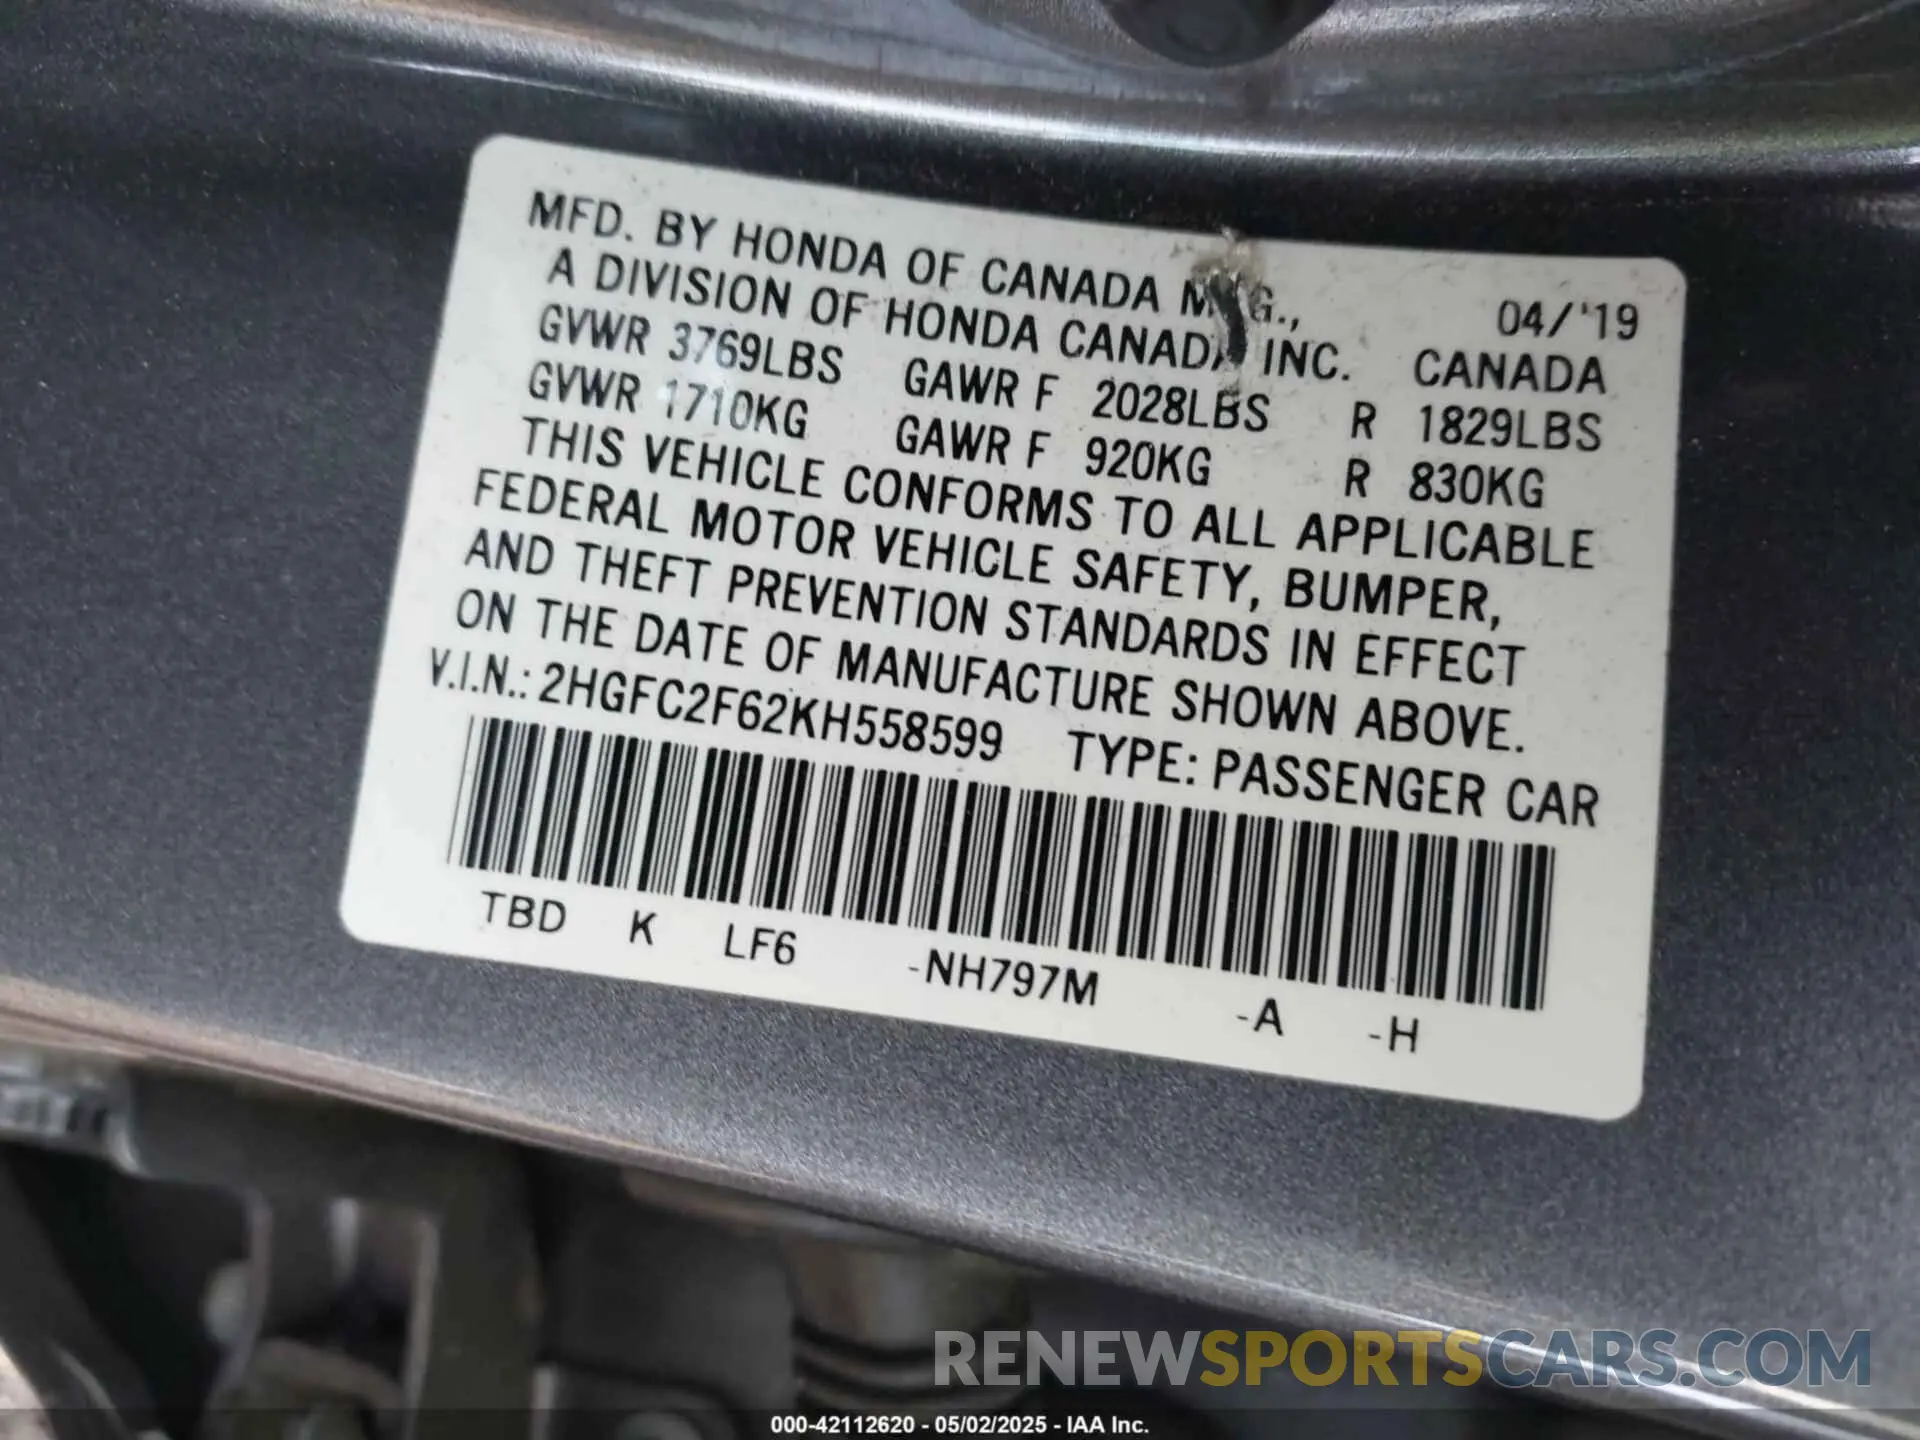 MFD. BY HONDA OF CANADA MFG., 04/'19
A DIVISION OF HONDA CANADA INC. CANADA
GVWR 3769LBS GAWR F 2028LBS R 1829LBS
GVWR 1710KG GAWR F 920KG R 830KG
THIS VEHICLE CONFORMS TO ALL APPLICABLE
FEDERAL MOTOR VEHICLE SAFETY, BUMPER,
AND THEFT PREVENTION STANDARDS IN EFFECT
ON THE DATE OF MANUFACTURE SHOWN ABOVE.
V.I.N.: 2HGFC2F62KH558599 TYPE: PASSENGER CAR
TBD K LF6 -NH797M -A -H
RENEWSPORTSCARS.COM
000-42112620 - 05/02/2025 - IAA Inc.